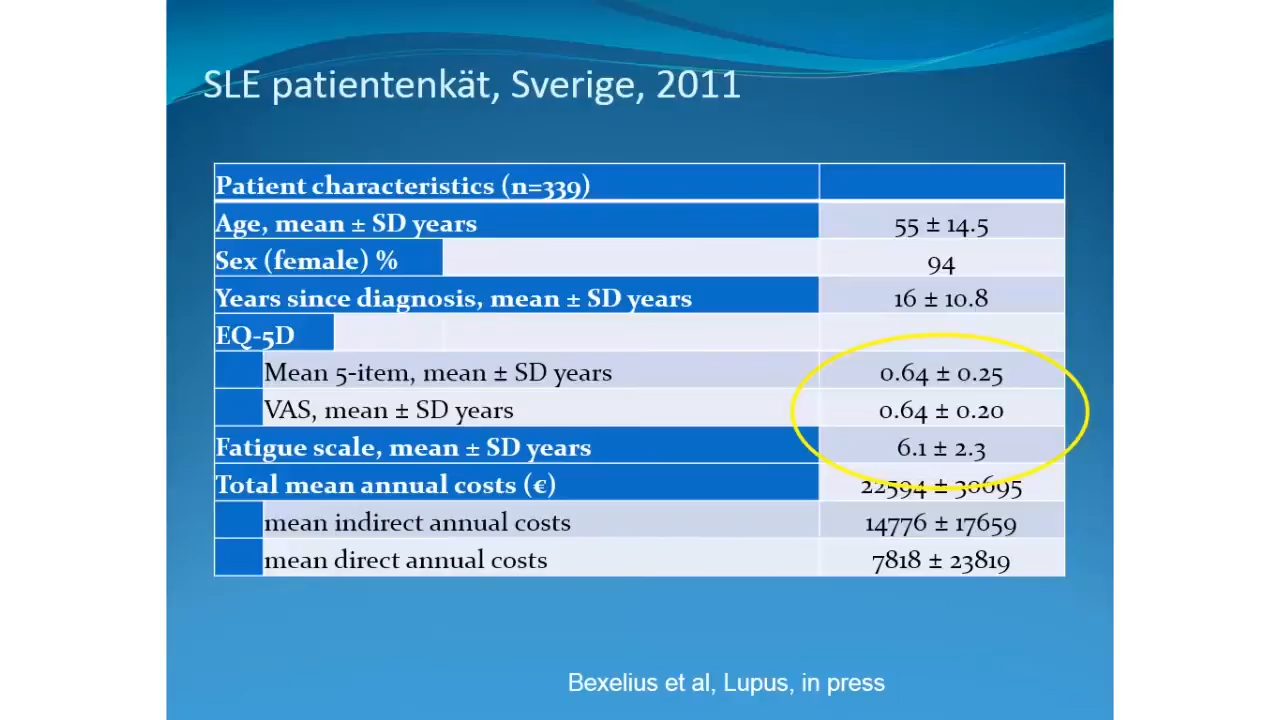 SLE patientenkät, Sverige, 2011
Patient characteristics (n=339)
Age, mean ± SD years 55 ± 14.5
Sex (female) % 94
Years since diagnosis, mean ± SD years 16 ± 10.8
EQ-5D
Mean 5-item, mean ± SD years 0.64 ± 0.25
VAS, mean ± SD years 0.64 ± 0.20
Fatigue scale, mean ± SD years 6.1 ± 2.3
Total mean annual costs (€) 22594 ± 30695
mean indirect annual costs 14776 ± 17659
mean direct annual costs 7818 ± 23819
Bexelius et al, Lupus, in press